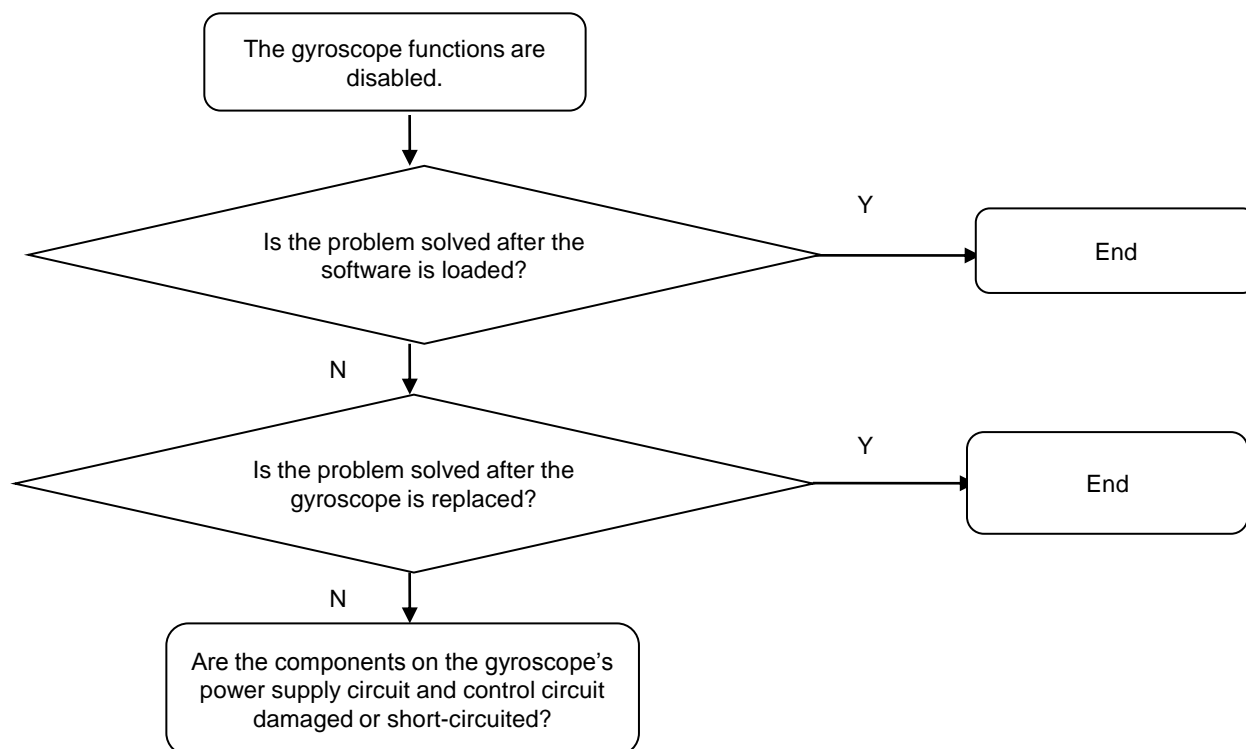 The gyroscope functions are
disabled.
Y
Is the problem solved after the
software is loaded?
End
N
Y
Is the problem solved after the
gyroscope is replaced?
End
N
Are the components on the gyroscope’s
power supply circuit and control circuit
damaged or short-circuited?